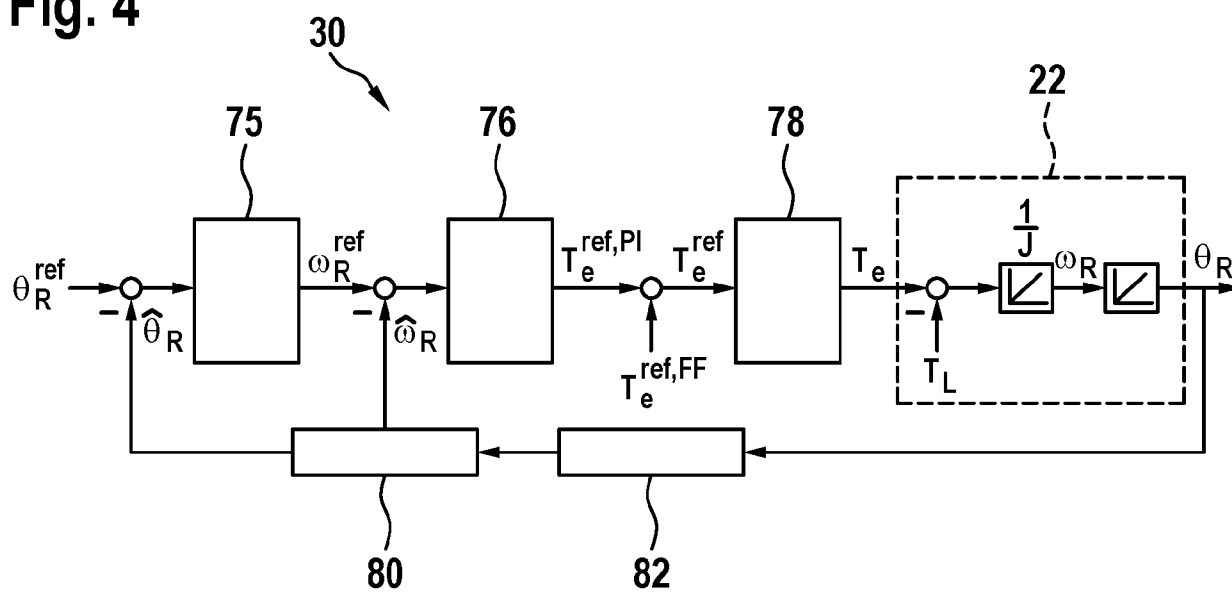 Fig. 4
30
22
75
76
78
1/J
θ_R^ref
ω_R^ref
T_e^ref,PI
T_e^ref
T_e
ω_R
θ_R
−
θ̂_R
−
ω̂_R
T_e^ref,FF
−
T_L
80
82